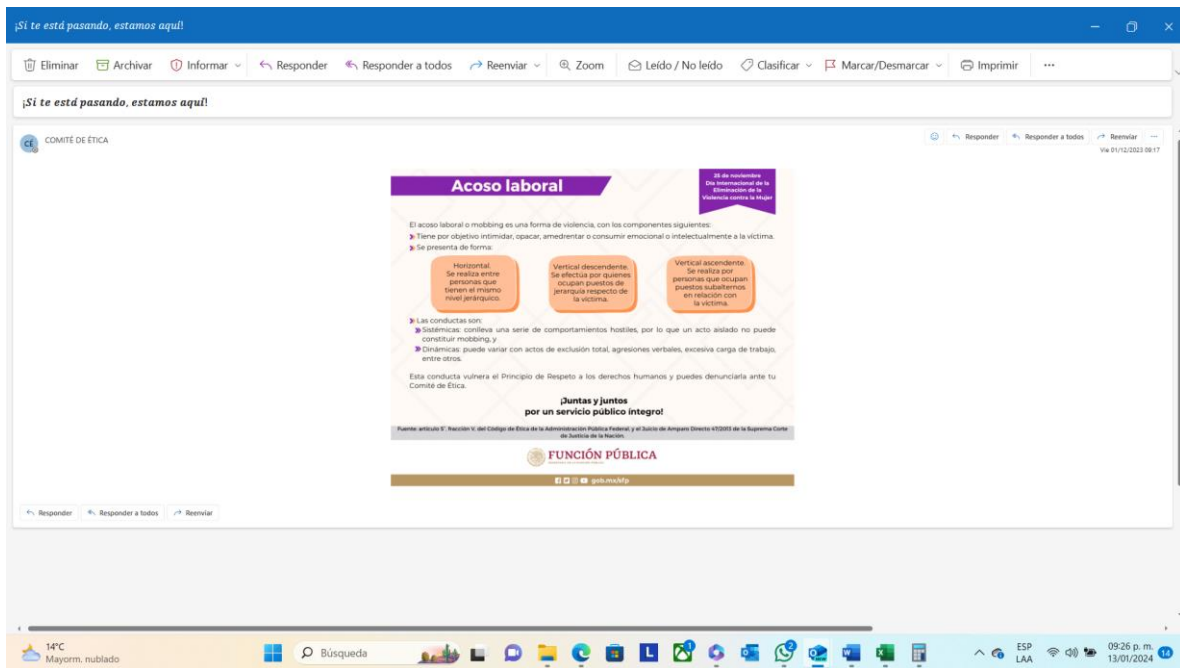 ¡Si te está pasando, estamos aquí!
Eliminar Archivar Informar Responder Responder a todos Reenviar Zoom Leído / No leído Clasificar Marcar/Desmarcar Imprimir ...
¡Si te está pasando, estamos aquí!
CÉ COMITÉ DE ÉTICA
Responder Responder a todos Reenviar ...
Vie 01/12/2023 09:17
Acoso laboral
25 de noviembre
Día Internacional de la
Eliminación de la
Violencia contra la Mujer
El acoso laboral o mobbing es una forma de violencia, con los componentes siguientes:
Tiene por objetivo intimidar, opacar, amedrentar o consumir emocional o intelectualmente a la víctima.
Se presenta de forma:
Horizontal.
Se realiza entre
personas que
tienen el mismo
nivel jerárquico.
Vertical descendente.
Se efectúa por quienes
ocupan puestos de
jerarquía respecto de
la víctima.
Vertical ascendente.
Se realiza por
personas que ocupan
puestos subalternos
en relación con
la víctima.
Las conductas son:
Sistémicas: conlleva una serie de comportamientos hostiles, por lo que un acto aislado no puede
constituir mobbing, y
Dinámicas: puede variar con actos de exclusión total, agresiones verbales, excesiva carga de trabajo,
entre otros.
Esta conducta vulnera el Principio de Respeto a los derechos humanos y puedes denunciarla ante tu
Comité de Ética.
¡Juntas y juntos
por un servicio público íntegro!
Fuente: artículo 5°, fracción V, del Código de Ética de la Administración Pública Federal, y el Juicio de Amparo Directo 47/2013 de la Suprema Corte
de Justicia de la Nación.
FUNCIÓN PÚBLICA
gob.mx/sfp
Responder Responder a todos Reenviar
14°C
Mayorm. nublado
Búsqueda
ESP
LAA
09:26 p. m.
13/01/2024
14